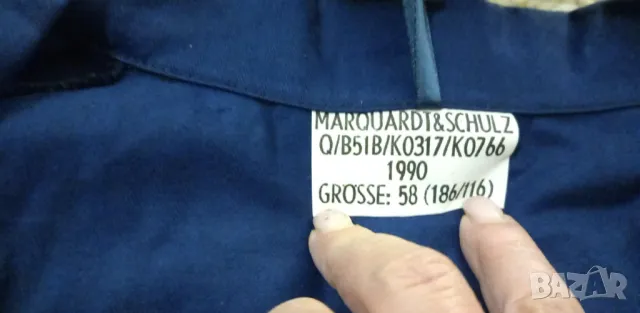 MARQUARDT&SCHULZ
Q/B51B/K0317/K0766
1990
GRÖSSE: 58 (186/116)
BAZAR